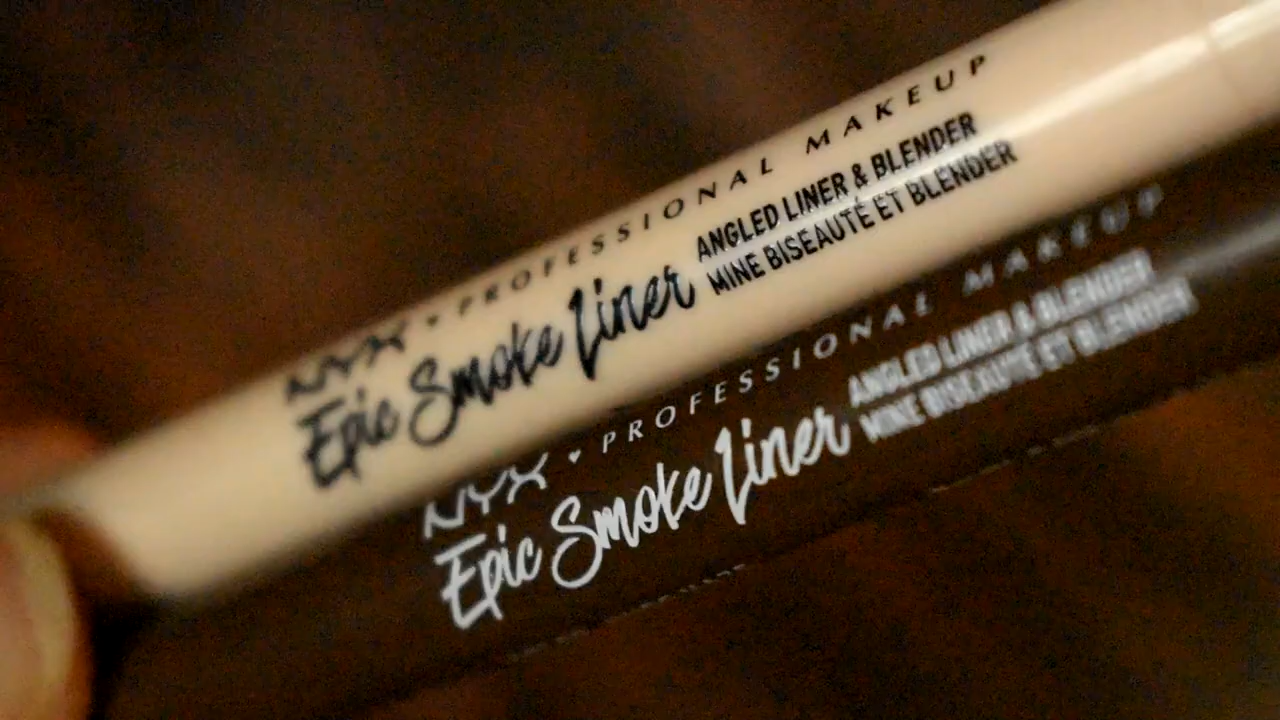 NYX ♥ PROFESSIONAL MAKEUP
Epic Smoke Liner
ANGLED LINER & BLENDER
MINE BISEAUTÉ ET BLENDER
NYX ♥ PROFESSIONAL MAKEUP
Epic Smoke Liner
ANGLED LINER & BLENDER
MINE BISEAUTÉ ET BLENDER